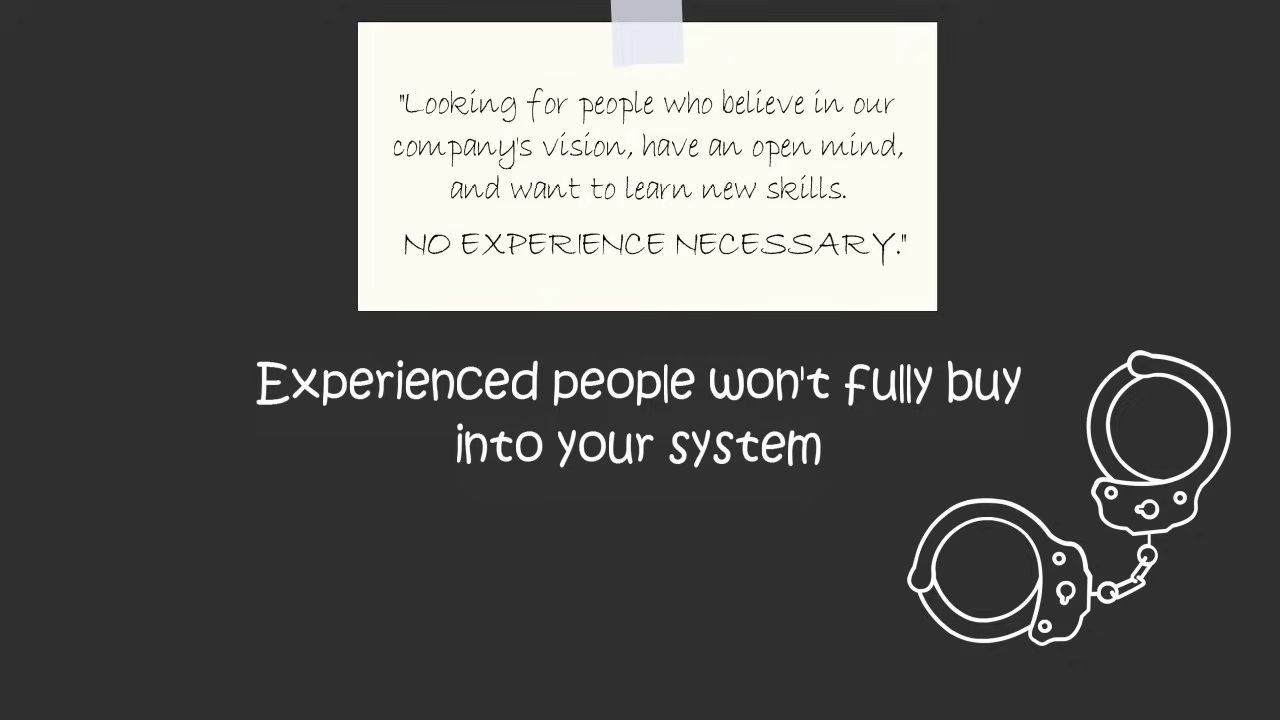 "Looking for people who believe in our
company's vision, have an open mind,
and want to learn new skills.
NO EXPERIENCE NECESSARY."
Experienced people won't fully buy
into your system